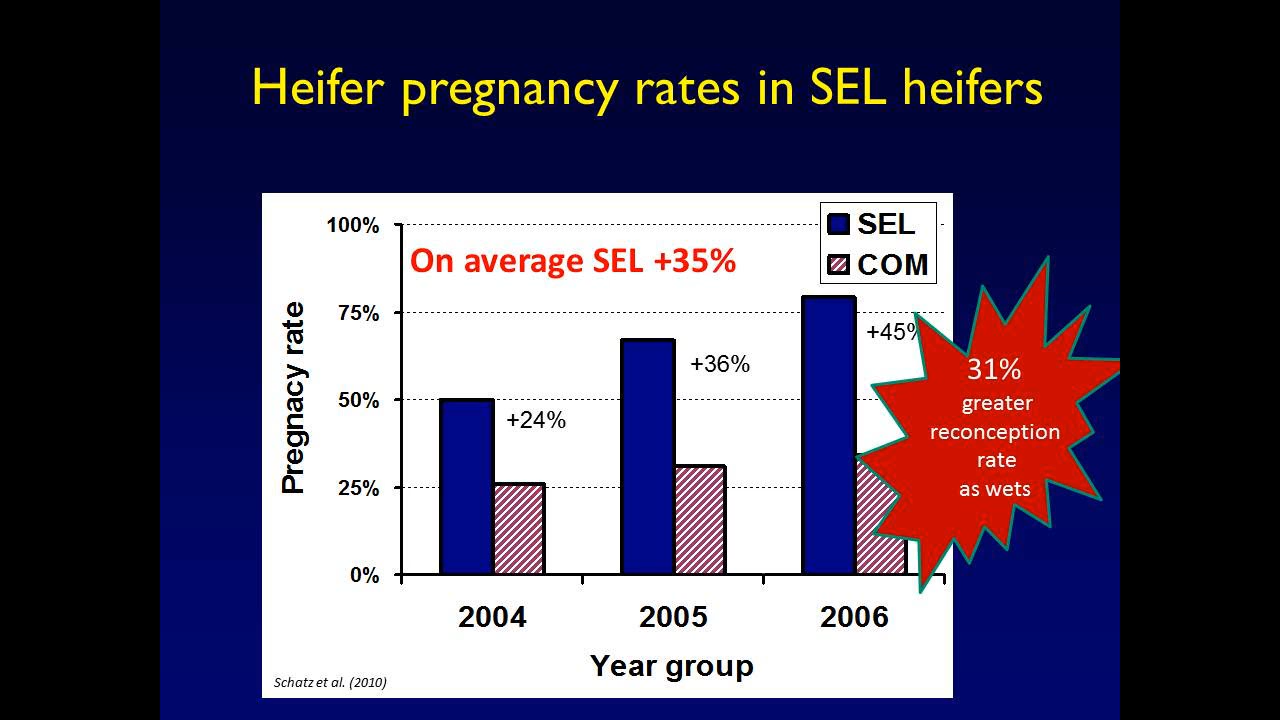 Heifer pregnancy rates in SEL heifers
SEL
COM
On average SEL +35%
100%
75%
50%
25%
0%
Pregnacy rate
+24%
+36%
+45%
31%
greater
reconception
rate
as wets
2004 2005 2006
Year group
Schatz et al. (2010)